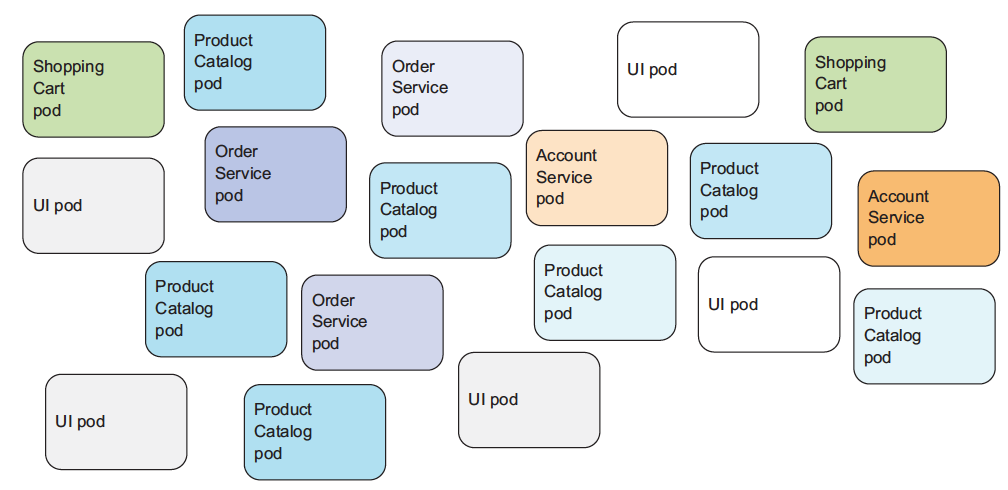 Shopping
Cart
pod
Product
Catalog
pod
Order
Service
pod
UI pod
Shopping
Cart
pod
UI pod
Order
Service
pod
Product
Catalog
pod
Account
Service
pod
Product
Catalog
pod
Account
Service
pod
Product
Catalog
pod
Order
Service
pod
Product
Catalog
pod
UI pod
Product
Catalog
pod
UI pod
Product
Catalog
pod
UI pod